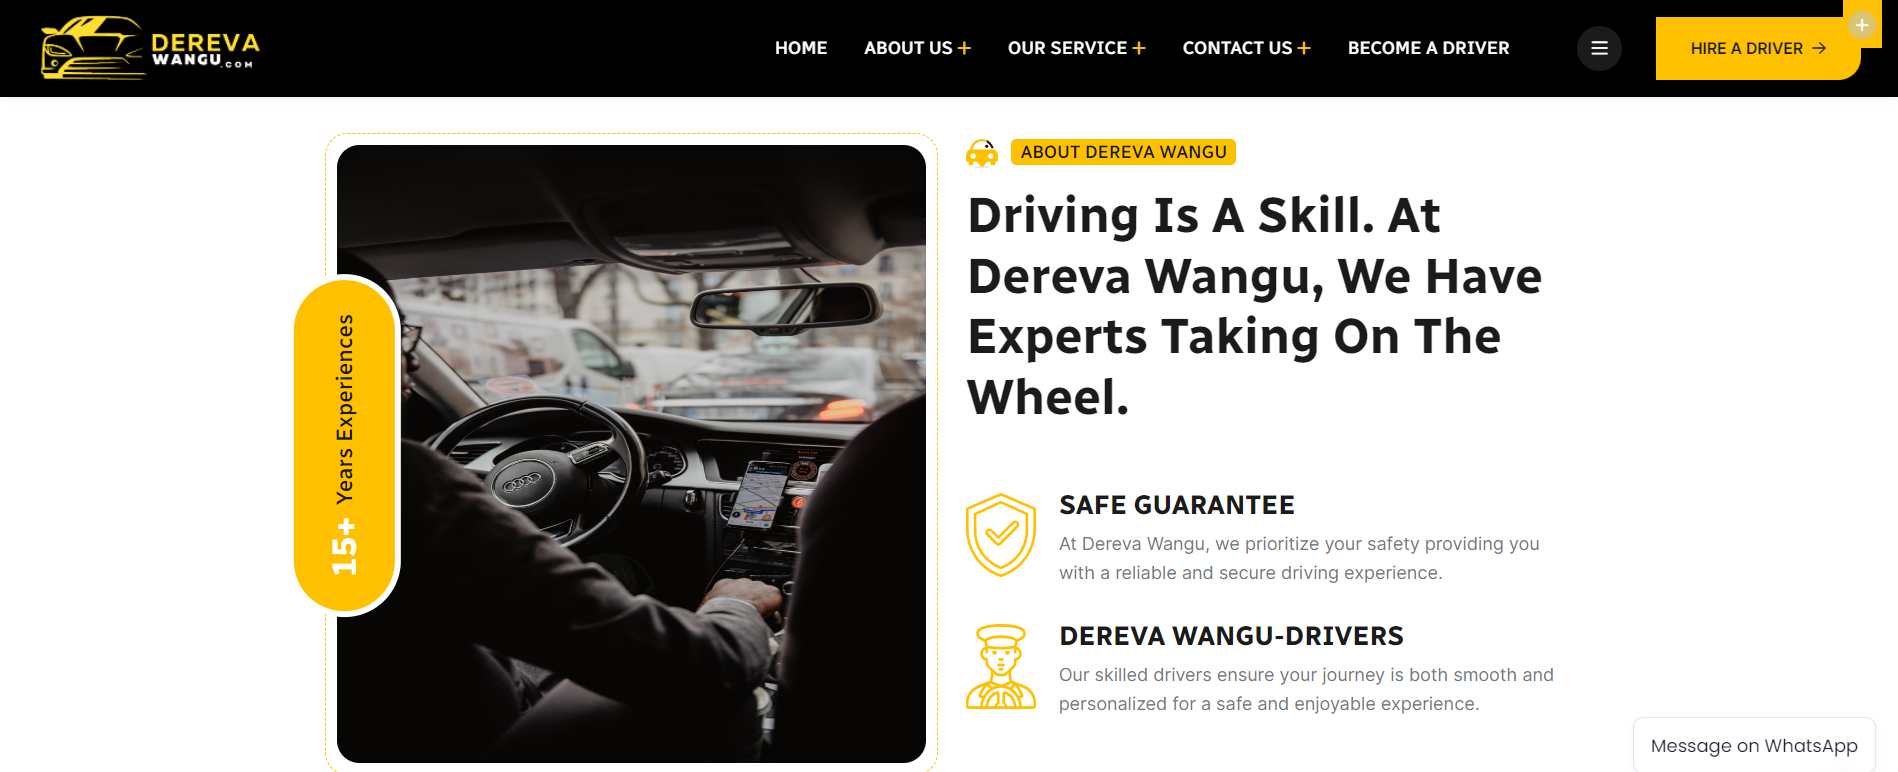 DEREVA
WANGU.COM
HOME
ABOUT US +
OUR SERVICE +
CONTACT US +
BECOME A DRIVER
HIRE A DRIVER →
ABOUT DEREVA WANGU
Driving Is A Skill. At
Dereva Wangu, We Have
Experts Taking On The
Wheel.
15+ Years Experiences
SAFE GUARANTEE
At Dereva Wangu, we prioritize your safety providing you
with a reliable and secure driving experience.
DEREVA WANGU-DRIVERS
Our skilled drivers ensure your journey is both smooth and
personalized for a safe and enjoyable experience.
Message on WhatsApp